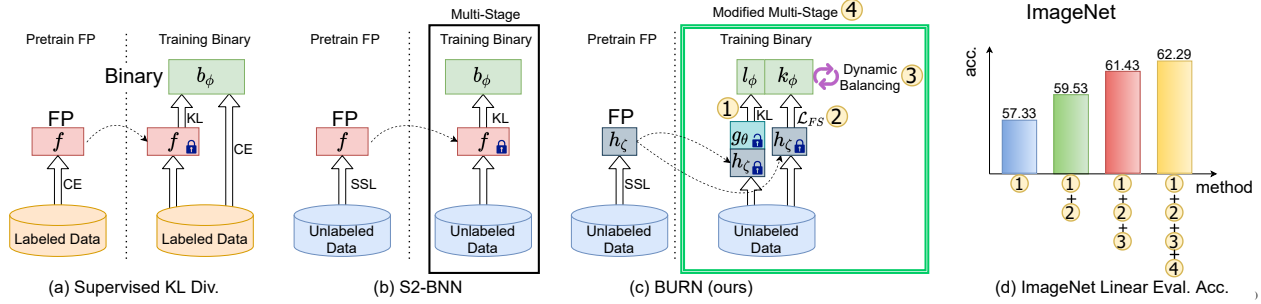 Pretrain FP
Training Binary
Binary
b_ϕ
KL
FP
f
f
CE
CE
Labeled Data
Labeled Data
(a) Supervised KL Div.
Multi-Stage
Pretrain FP
Training Binary
b_ϕ
KL
FP
f
f
SSL
Unlabeled
Data
Unlabeled
Data
(b) S2-BNN
Modified Multi-Stage 4
Pretrain FP
Training Binary
l_ϕ k_ϕ
Dynamic
Balancing
3
1
KL
ℒ_FS 2
FP
h_ζ
g_θ
h_ζ
h_ζ
SSL
Unlabeled
Data
Unlabeled
Data
(c) BURN (ours)
ImageNet
acc.
57.33
59.53
61.43
62.29
method
1
1
+
2
1
+
2
+
3
1
+
2
+
3
+
4
(d) ImageNet Linear Eval. Acc.
)